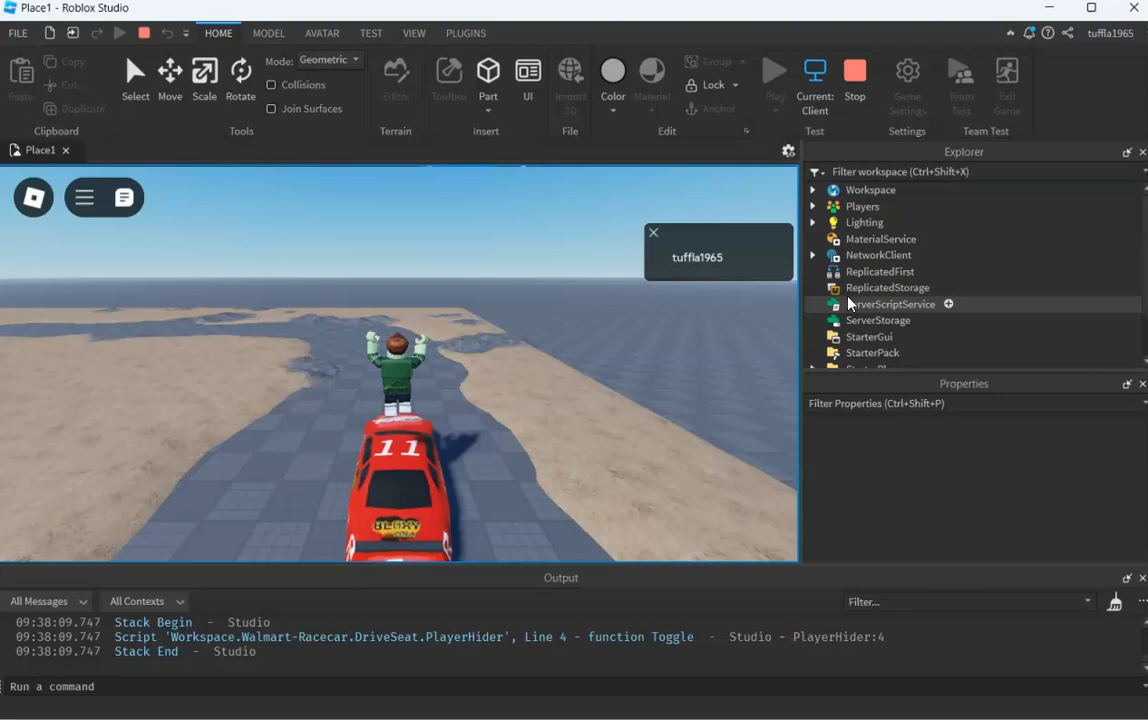 Place1 - Roblox Studio
FILE HOME MODEL AVATAR TEST VIEW PLUGINS tuffla1965
Paste Copy Cut Duplicate
Clipboard
Select Move Scale Rotate
Mode: Geometric
Collisions
Join Surfaces
Tools
Editor
Terrain
Toolbox Part UI
Insert
Import 3D
File
Color Material Group Lock Anchor
Edit
Play Current: Client Stop
Test
Game Settings
Settings
Team Test Exit Game
Team Test
Place1
tuffla1965
11
BLOXY
Explorer
Filter workspace (Ctrl+Shift+X)
Workspace
Players
Lighting
MaterialService
NetworkClient
ReplicatedFirst
ReplicatedStorage
ServerScriptService
ServerStorage
StarterGui
StarterPack
Properties
Filter Properties (Ctrl+Shift+P)
Output
All Messages All Contexts Filter...
09:38:09.747 Stack Begin - Studio
09:38:09.747 Script 'Workspace.Walmart-Racecar.DriveSeat.PlayerHider', Line 4 - function Toggle - Studio - PlayerHider:4
09:38:09.747 Stack End - Studio
Run a command